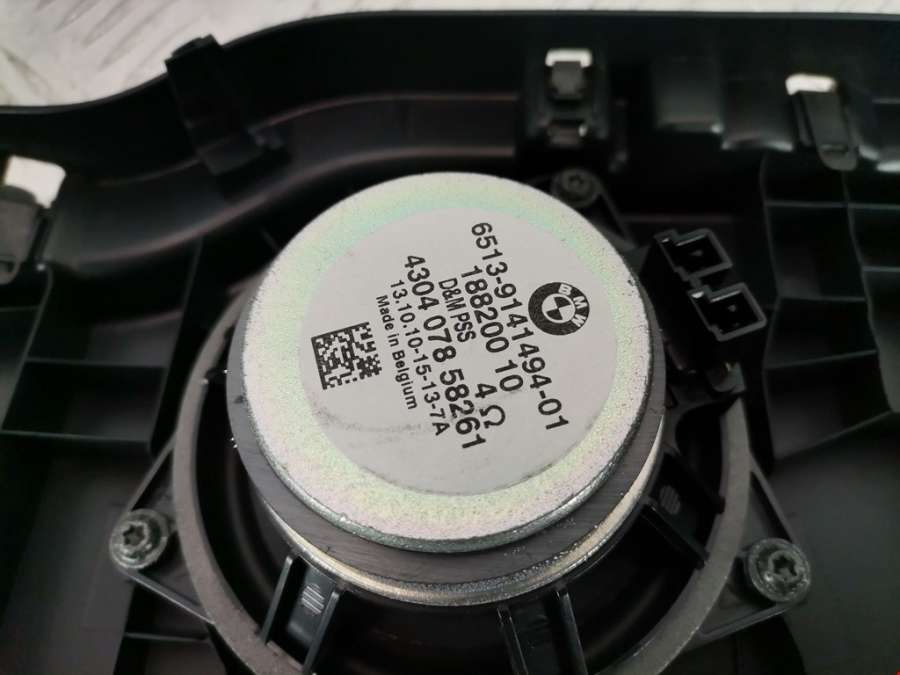 BMW
6513-9141494-01
188200 10
D&M PSS 4 Ω
4304 078 58261
13.10.10-15-13-7A
Made in Belgium